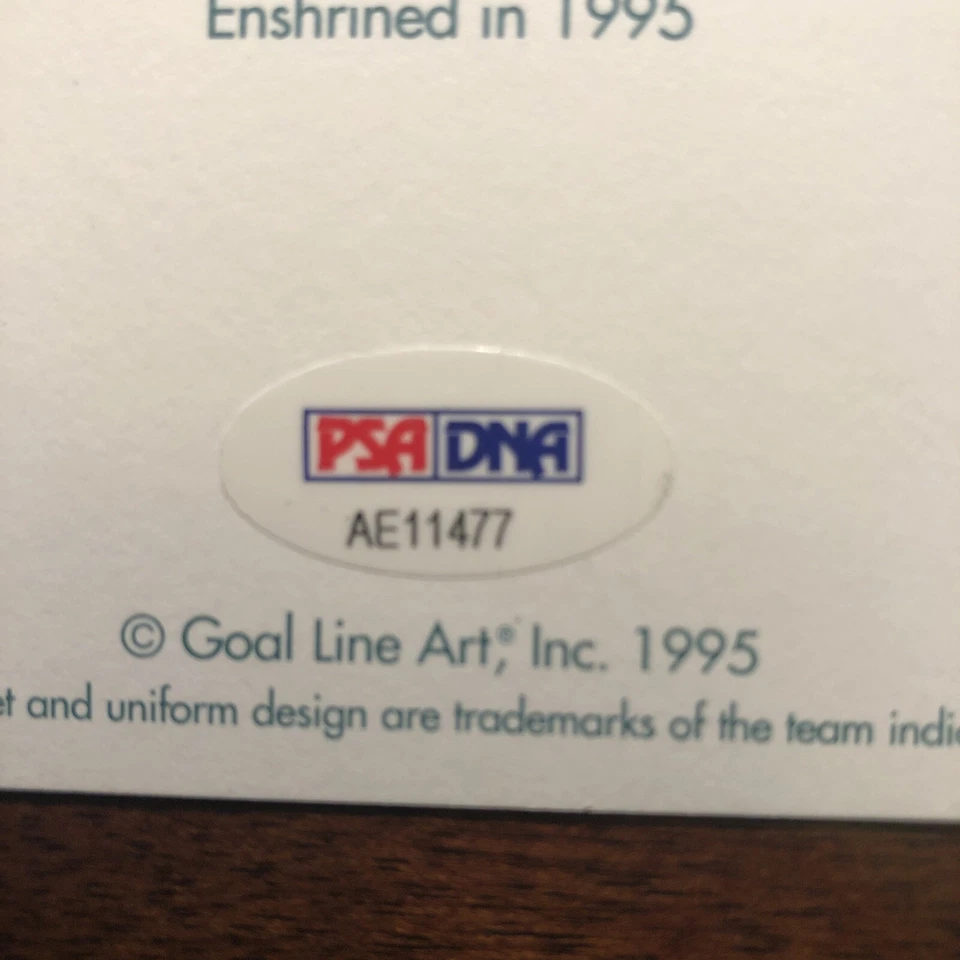 Enshrined in 1995
PSA DNA
AE11477
© Goal Line Art,® Inc. 1995
and uniform design are trademarks of the team